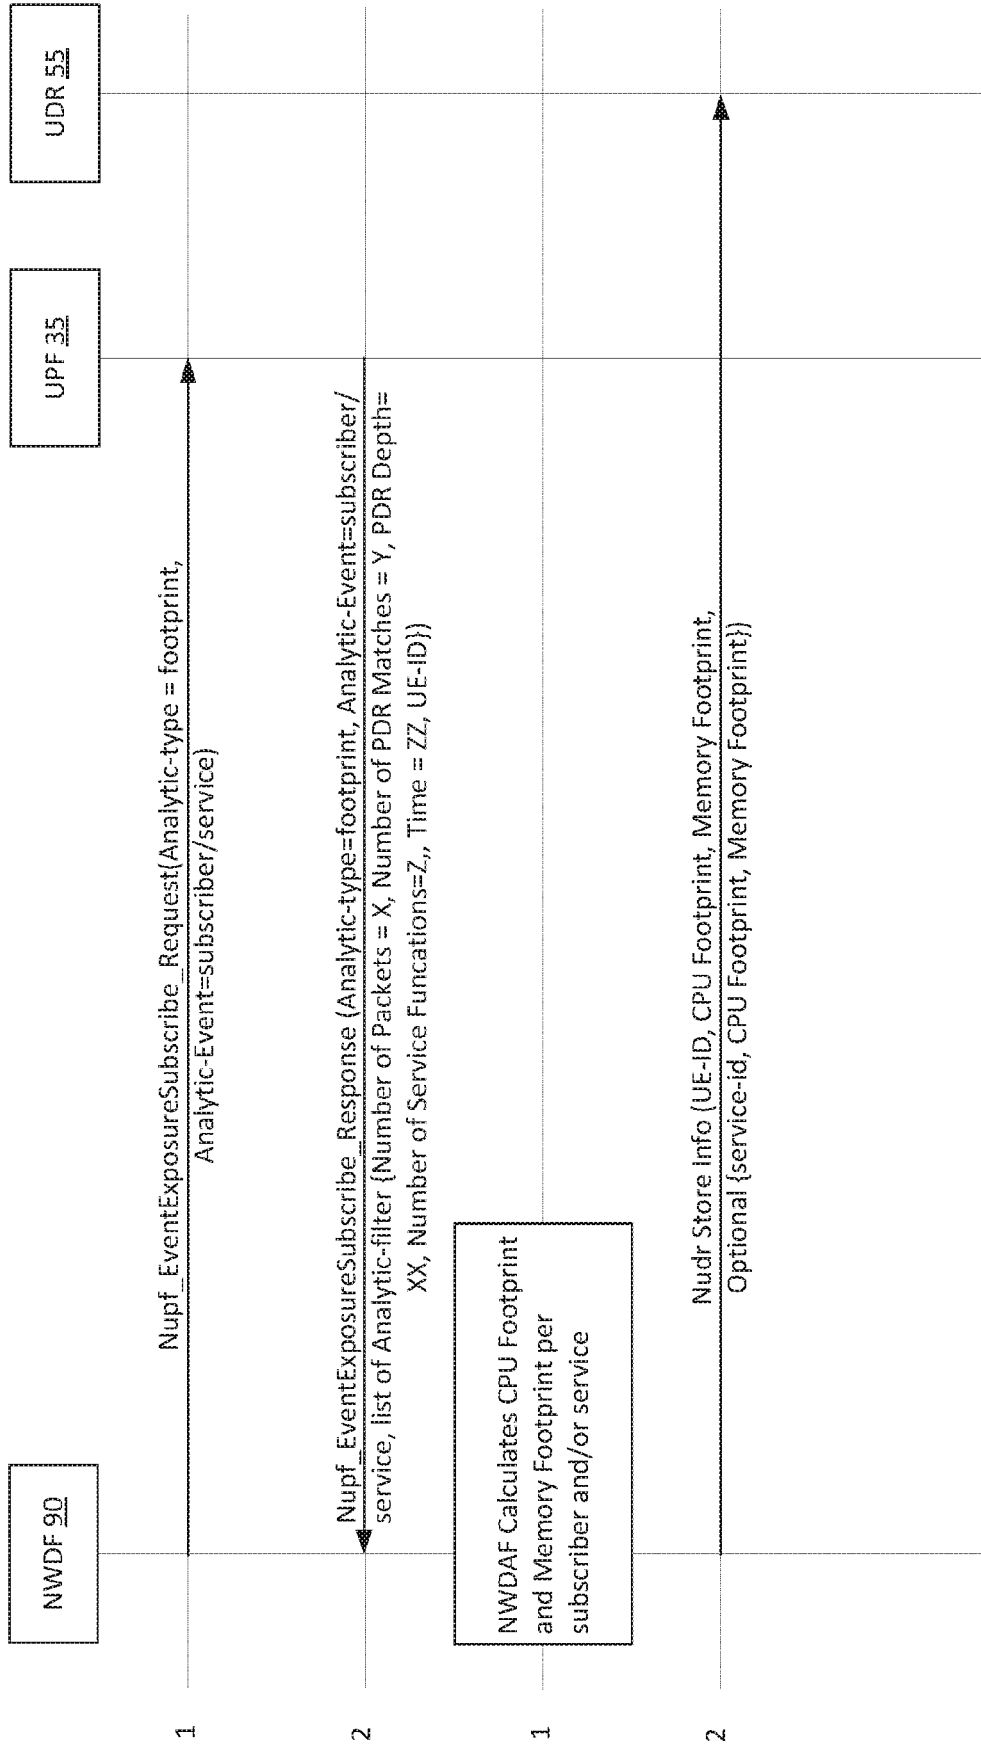 NWDF 90
UPF 35
UDR 55
1
Nupf_EventExposureSubscribe_Request(Analytic-type = footprint,
Analytic-Event=subscriber/service)
2
Nupf_EventExposureSubscribe_Response (Analytic-type=footprint, Analytic-Event=subscriber/
service, list of Analytic-filter {Number of Packets = X, Number of PDR Matches = Y, PDR Depth=
XX, Number of Service Funcations=Z,, Time = ZZ, UE-ID})
1
NWDAF Calculates CPU Footprint
and Memory Footprint per
subscriber and/or service
2
Nudr Store Info (UE-ID, CPU Footprint, Memory Footprint,
Optional {service-id, CPU Footprint, Memory Footprint})